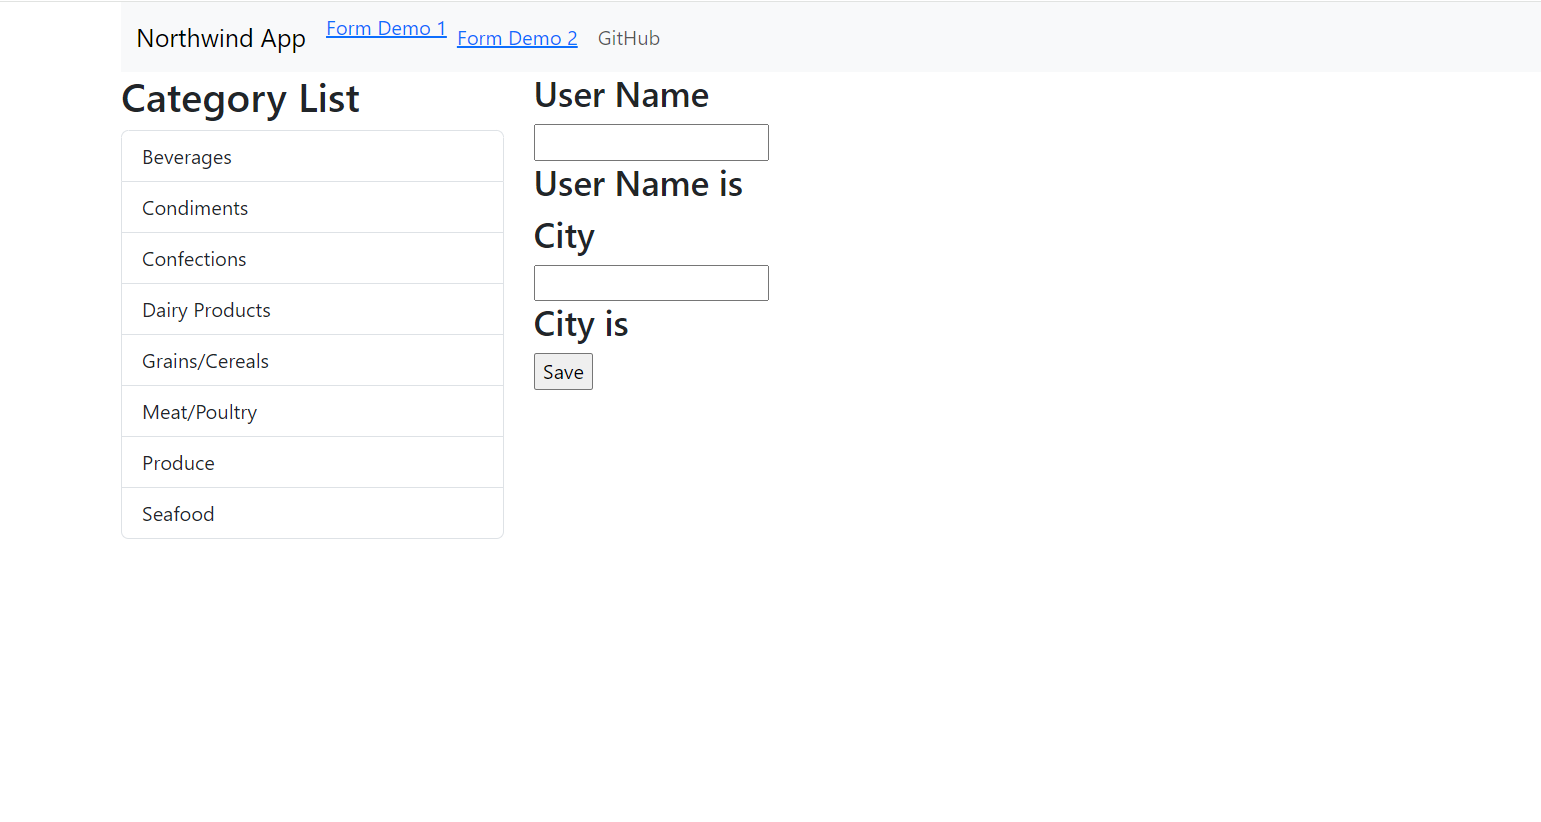 Northwind App Form Demo 1 Form Demo 2 GitHub
Category List
Beverages
Condiments
Confections
Dairy Products
Grains/Cereals
Meat/Poultry
Produce
Seafood
User Name
User Name is
City
City is
Save